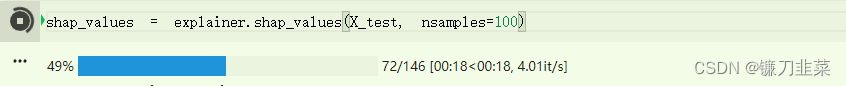 shap_values = explainer.shap_values(X_test, nsamples=100)
49% 72/146 [00:18<00:18, 4.01it/s]
CSDN @镰刀韭菜